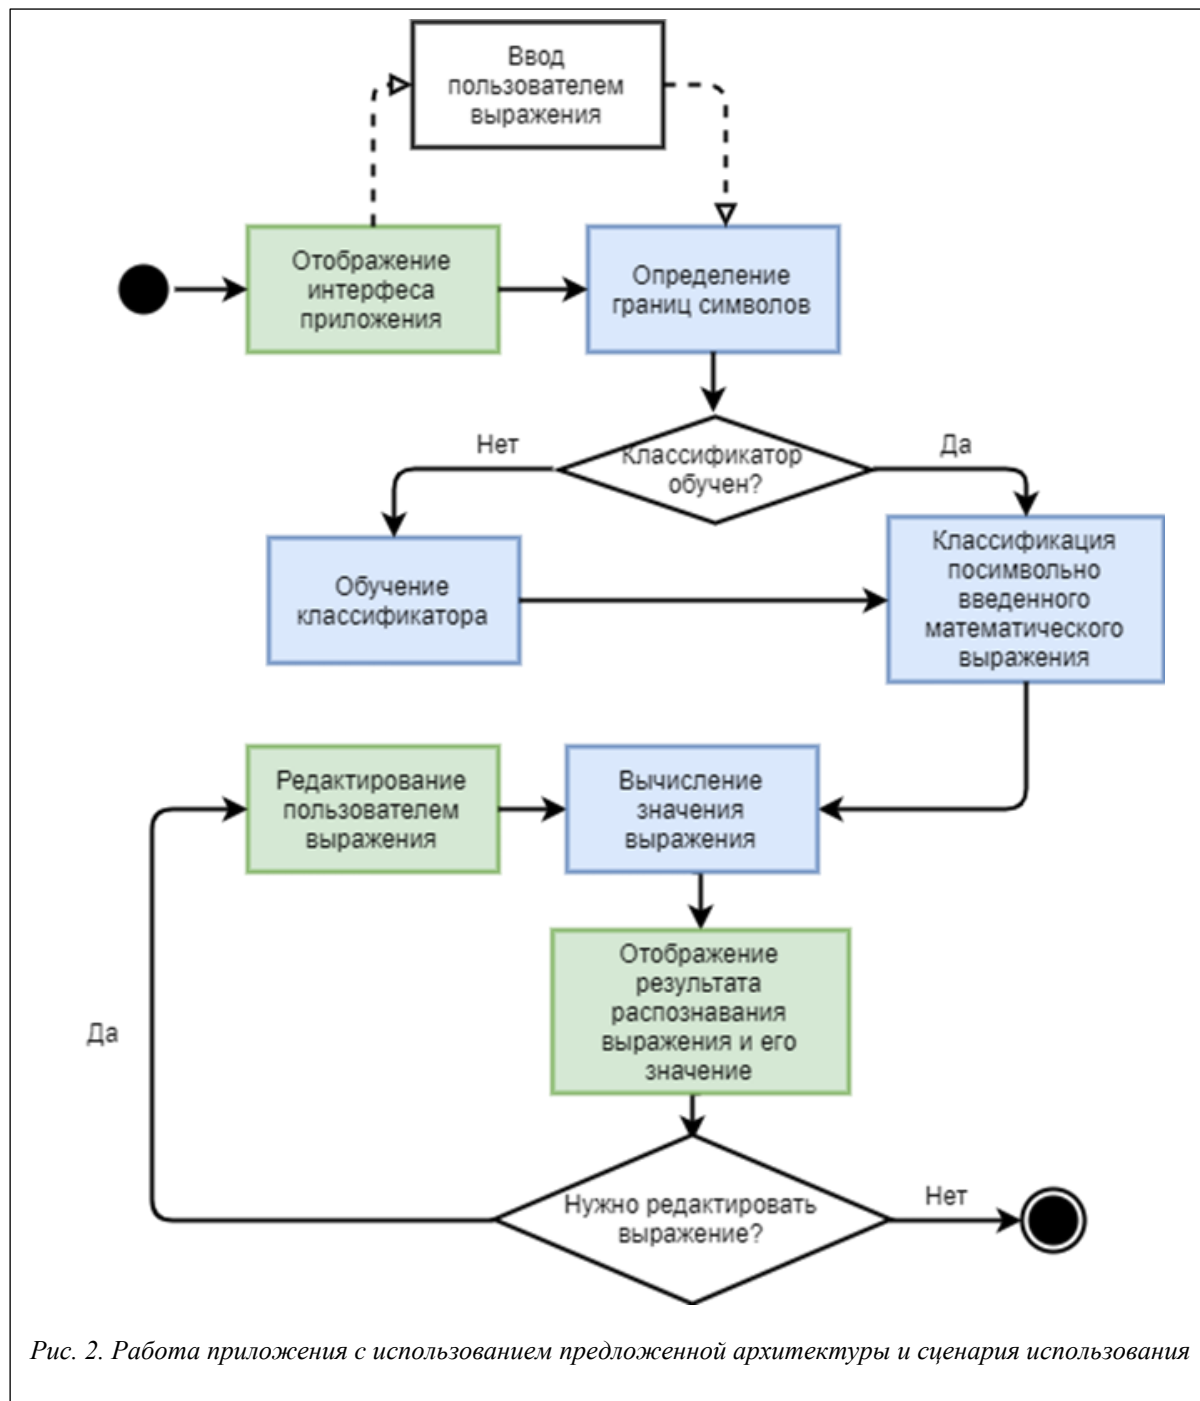 Ввод
пользователем
выражения
Отображение
интерфеса
приложения
Определение
границ символов
Классификатор
обучен?
Нет
Да
Обучение
классификатора
Классификация
посимвольно
введенного
математического
выражения
Редактирование
пользователем
выражения
Вычисление
значения
выражения
Отображение
результата
распознавания
выражения и его
значение
Да
Нужно редактировать
выражение?
Нет
Рис. 2. Работа приложения с использованием предложенной архитектуры и сценария использования